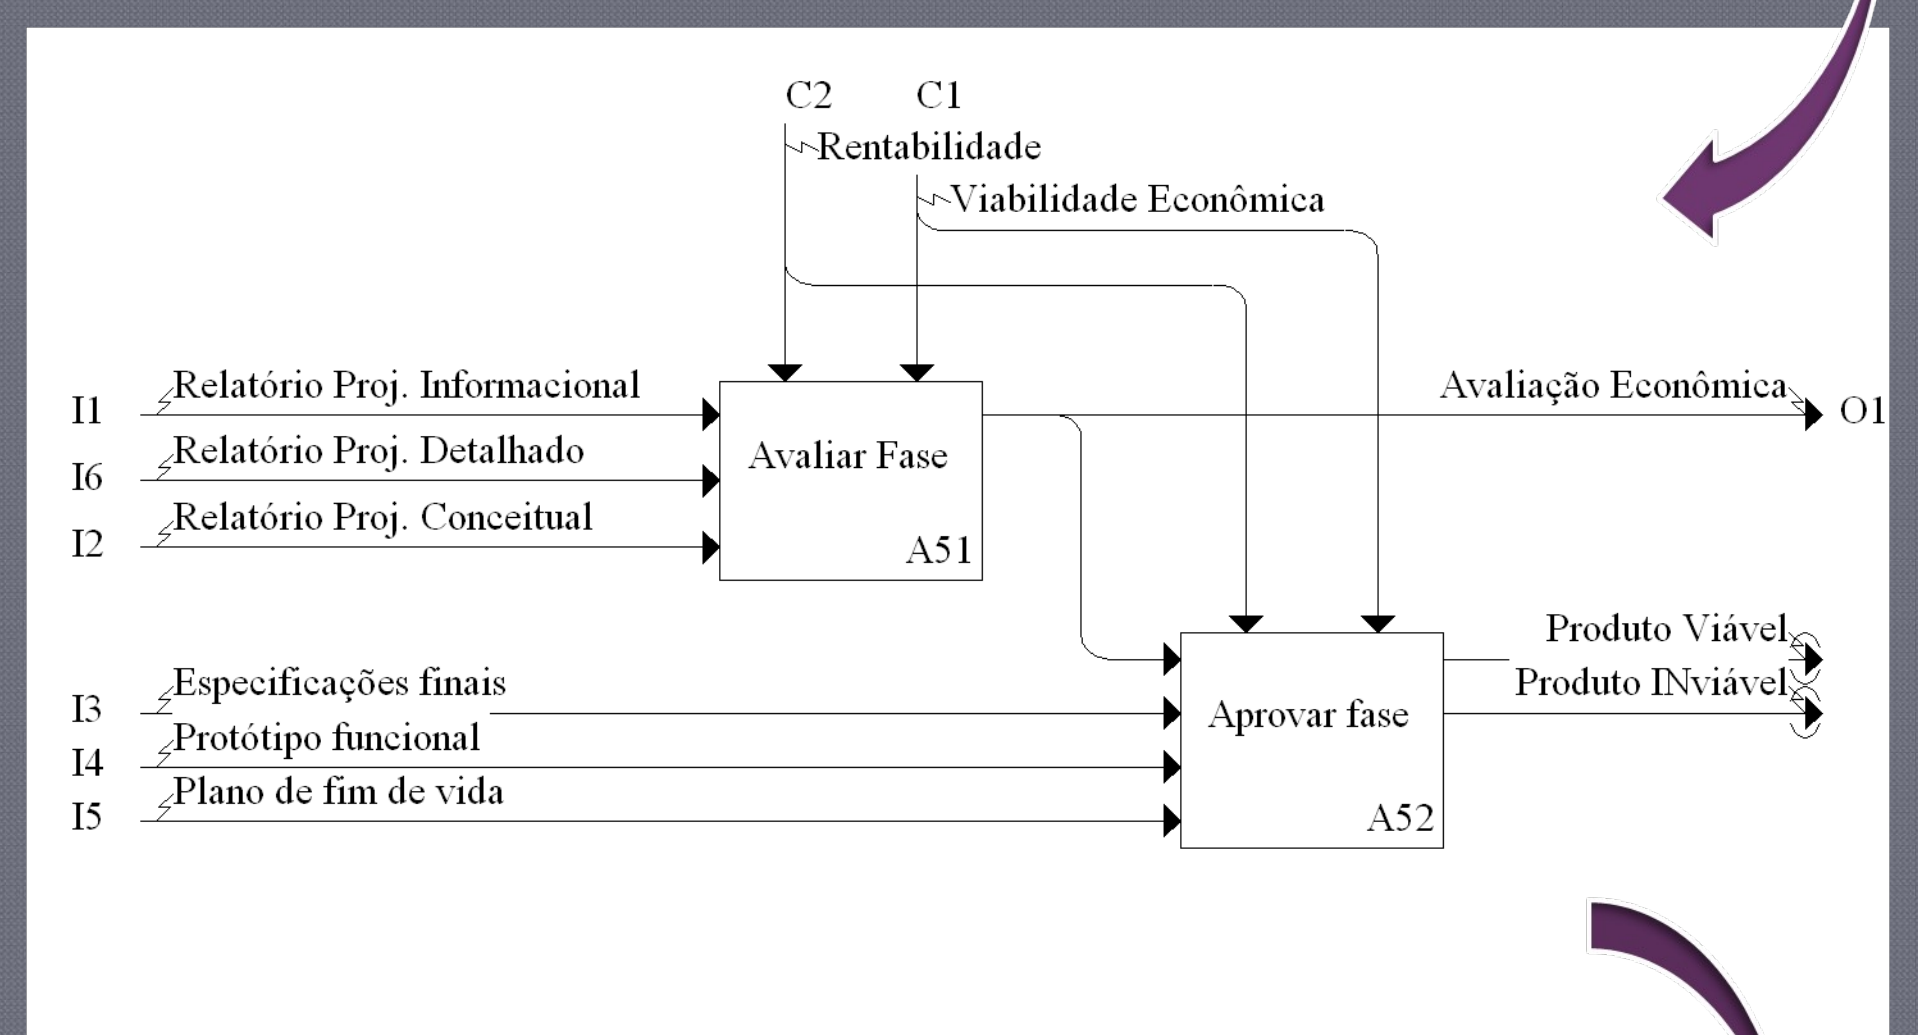 C2 C1
Rentabilidade
Viabilidade Econômica
Relatório Proj. Informacional
I1
Relatório Proj. Detalhado
I6
Relatório Proj. Conceitual
I2
Avaliar Fase
A51
Avaliação Econômica
O1
Especificações finais
I3
Protótipo funcional
I4
Plano de fim de vida
I5
Aprovar fase
A52
Produto Viável
Produto INviável